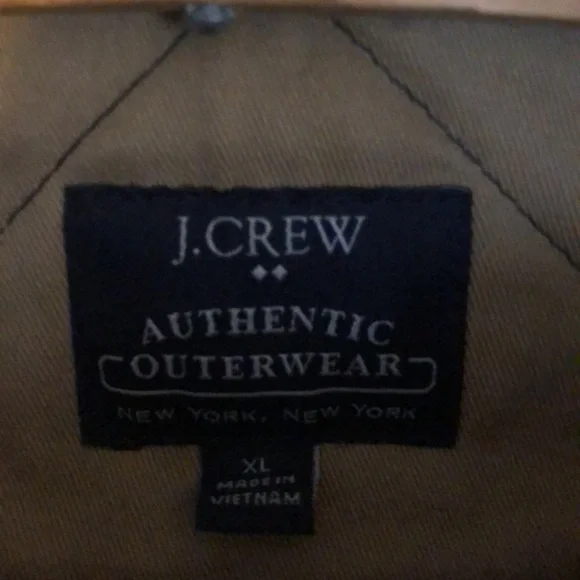 J.CREW
AUTHENTIC
OUTERWEAR
NEW YORK, NEW YORK
XL
MADE IN
VIETNAM